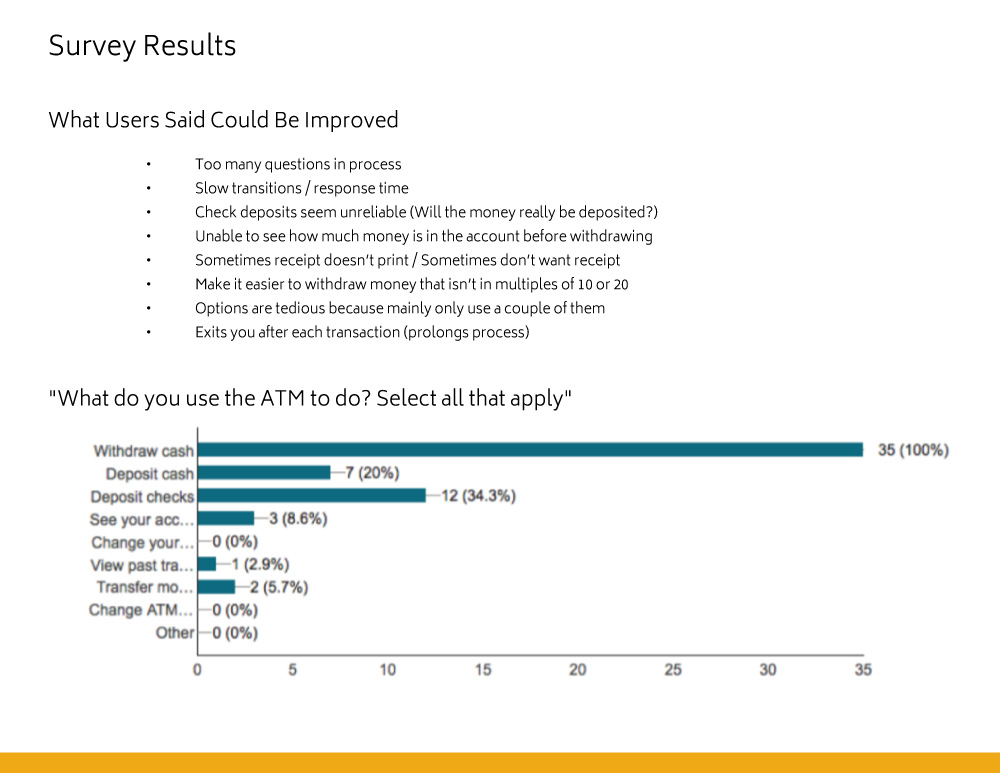 Survey Results
What Users Said Could Be Improved
• Too many questions in process
• Slow transitions / response time
• Check deposits seem unreliable (Will the money really be deposited?)
• Unable to see how much money is in the account before withdrawing
• Sometimes receipt doesn't print / Sometimes don't want receipt
• Make it easier to withdraw money that isn't in multiples of 10 or 20
• Options are tedious because mainly only use a couple of them
• Exits you after each transaction (prolongs process)
"What do you use the ATM to do? Select all that apply"
Withdraw cash 35 (100%)
Deposit cash 7 (20%)
Deposit checks 12 (34.3%)
See your acc... 3 (8.6%)
Change your... 0 (0%)
View past tra... 1 (2.9%)
Transfer mo... 2 (5.7%)
Change ATM... 0 (0%)
Other 0 (0%)
0 5 10 15 20 25 30 35